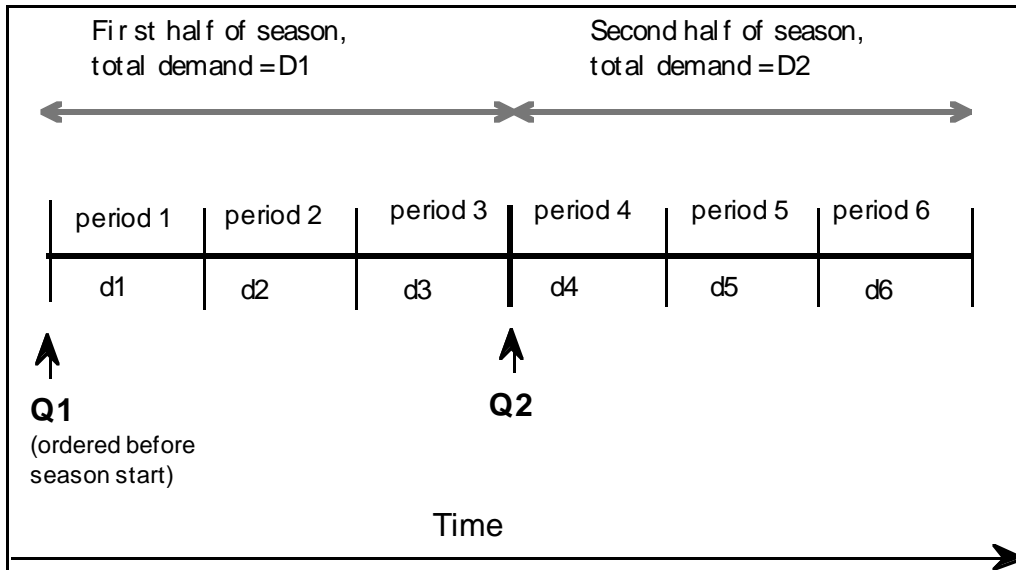 First half of season,
total demand =D1
Second half of season,
total demand =D2
period 1 period 2 period 3 period 4 period 5 period 6
d1 d2 d3 d4 d5 d6
Q1
(ordered before
season start)
Q2
Time